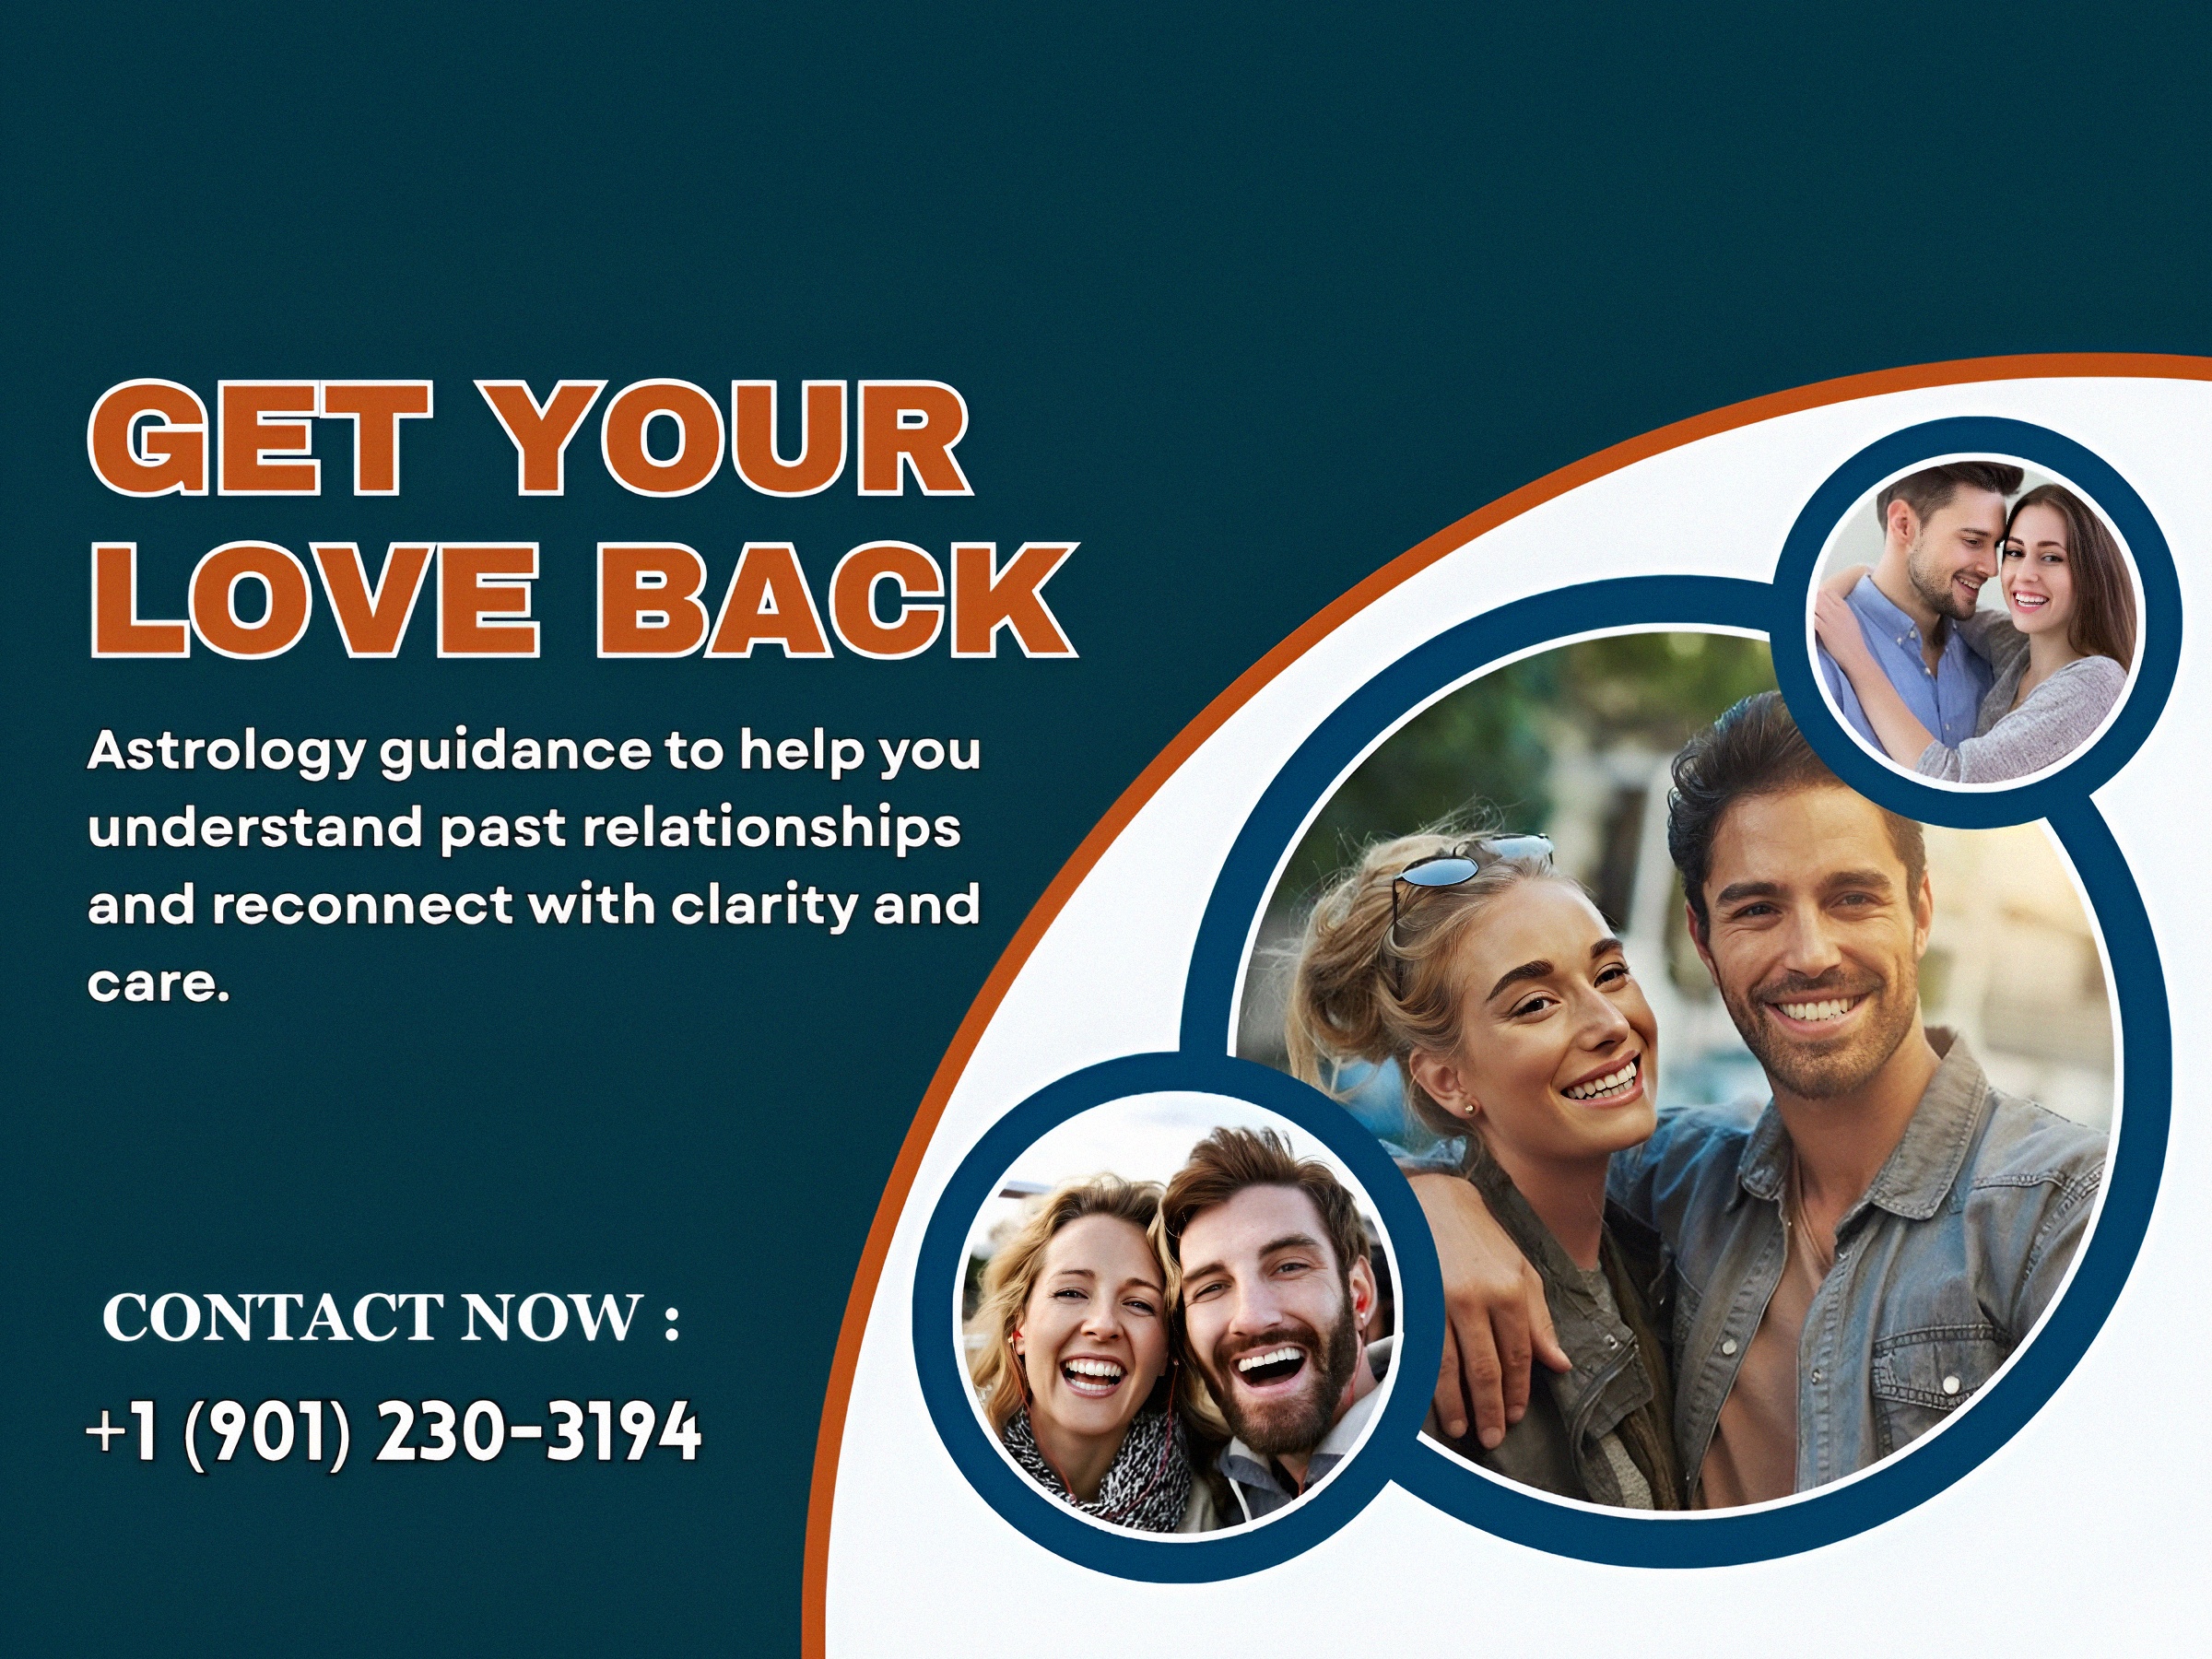 GET YOUR
LOVE BACK
Astrology guidance to help you
understand past relationships
and reconnect with clarity and
care.
CONTACT NOW :
+1 (901) 230-3194